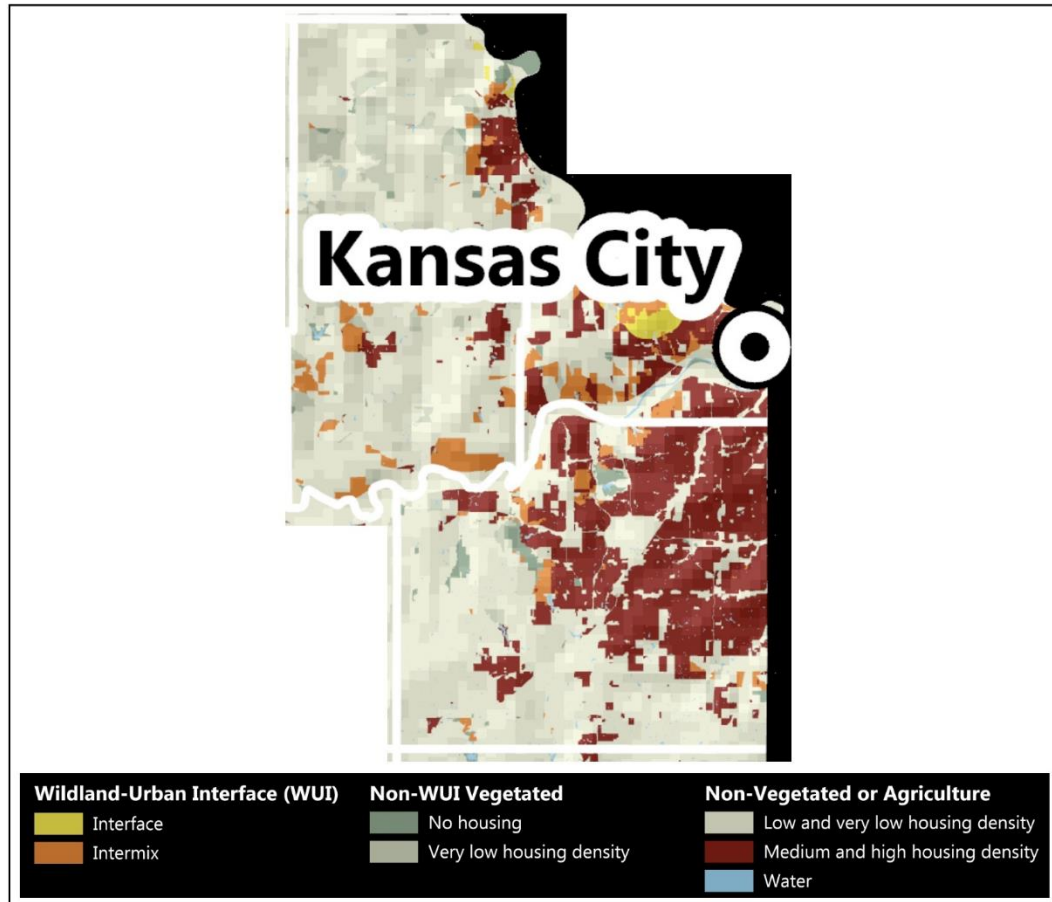 Kansas City
Wildland-Urban Interface (WUI)
Interface
Intermix
Non-WUI Vegetated
No housing
Very low housing density
Non-Vegetated or Agriculture
Low and very low housing density
Medium and high housing density
Water